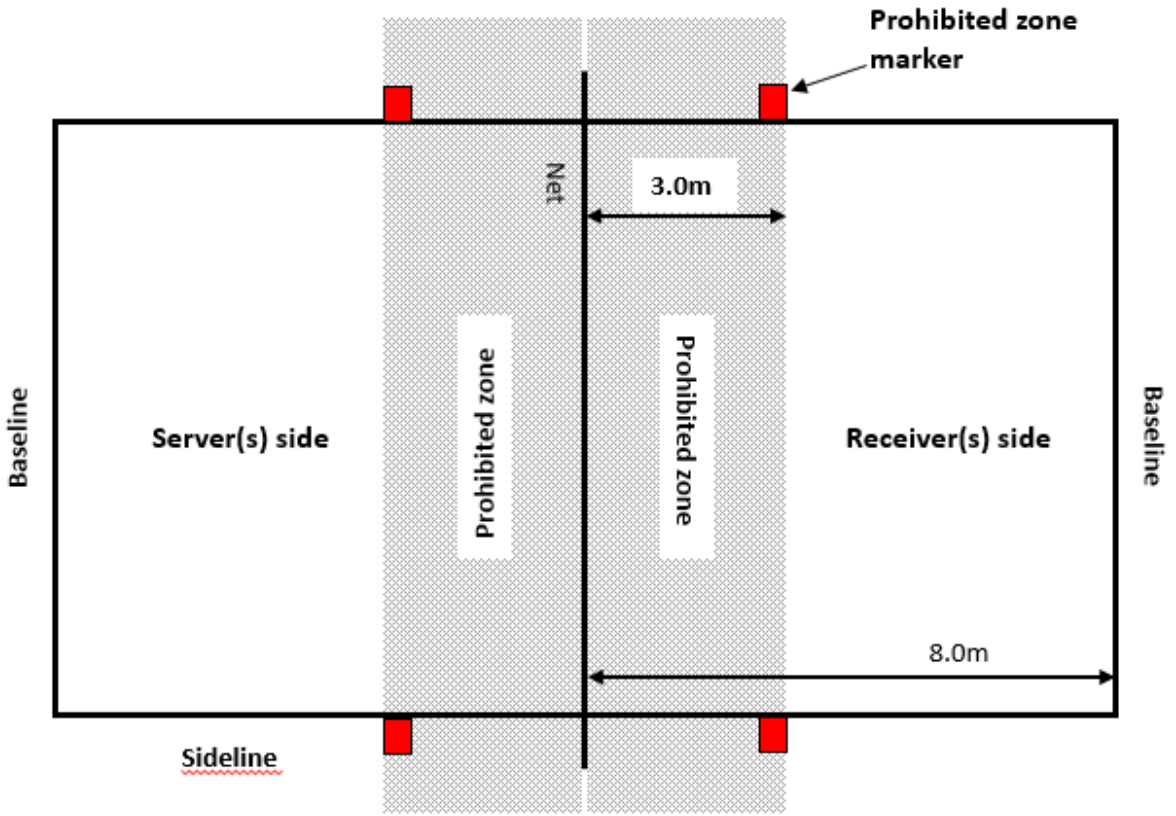 Prohibited zone
marker
Net
3.0m
Baseline
Server(s) side
Prohibited zone
Prohibited zone
Receiver(s) side
Baseline
8.0m
Sideline